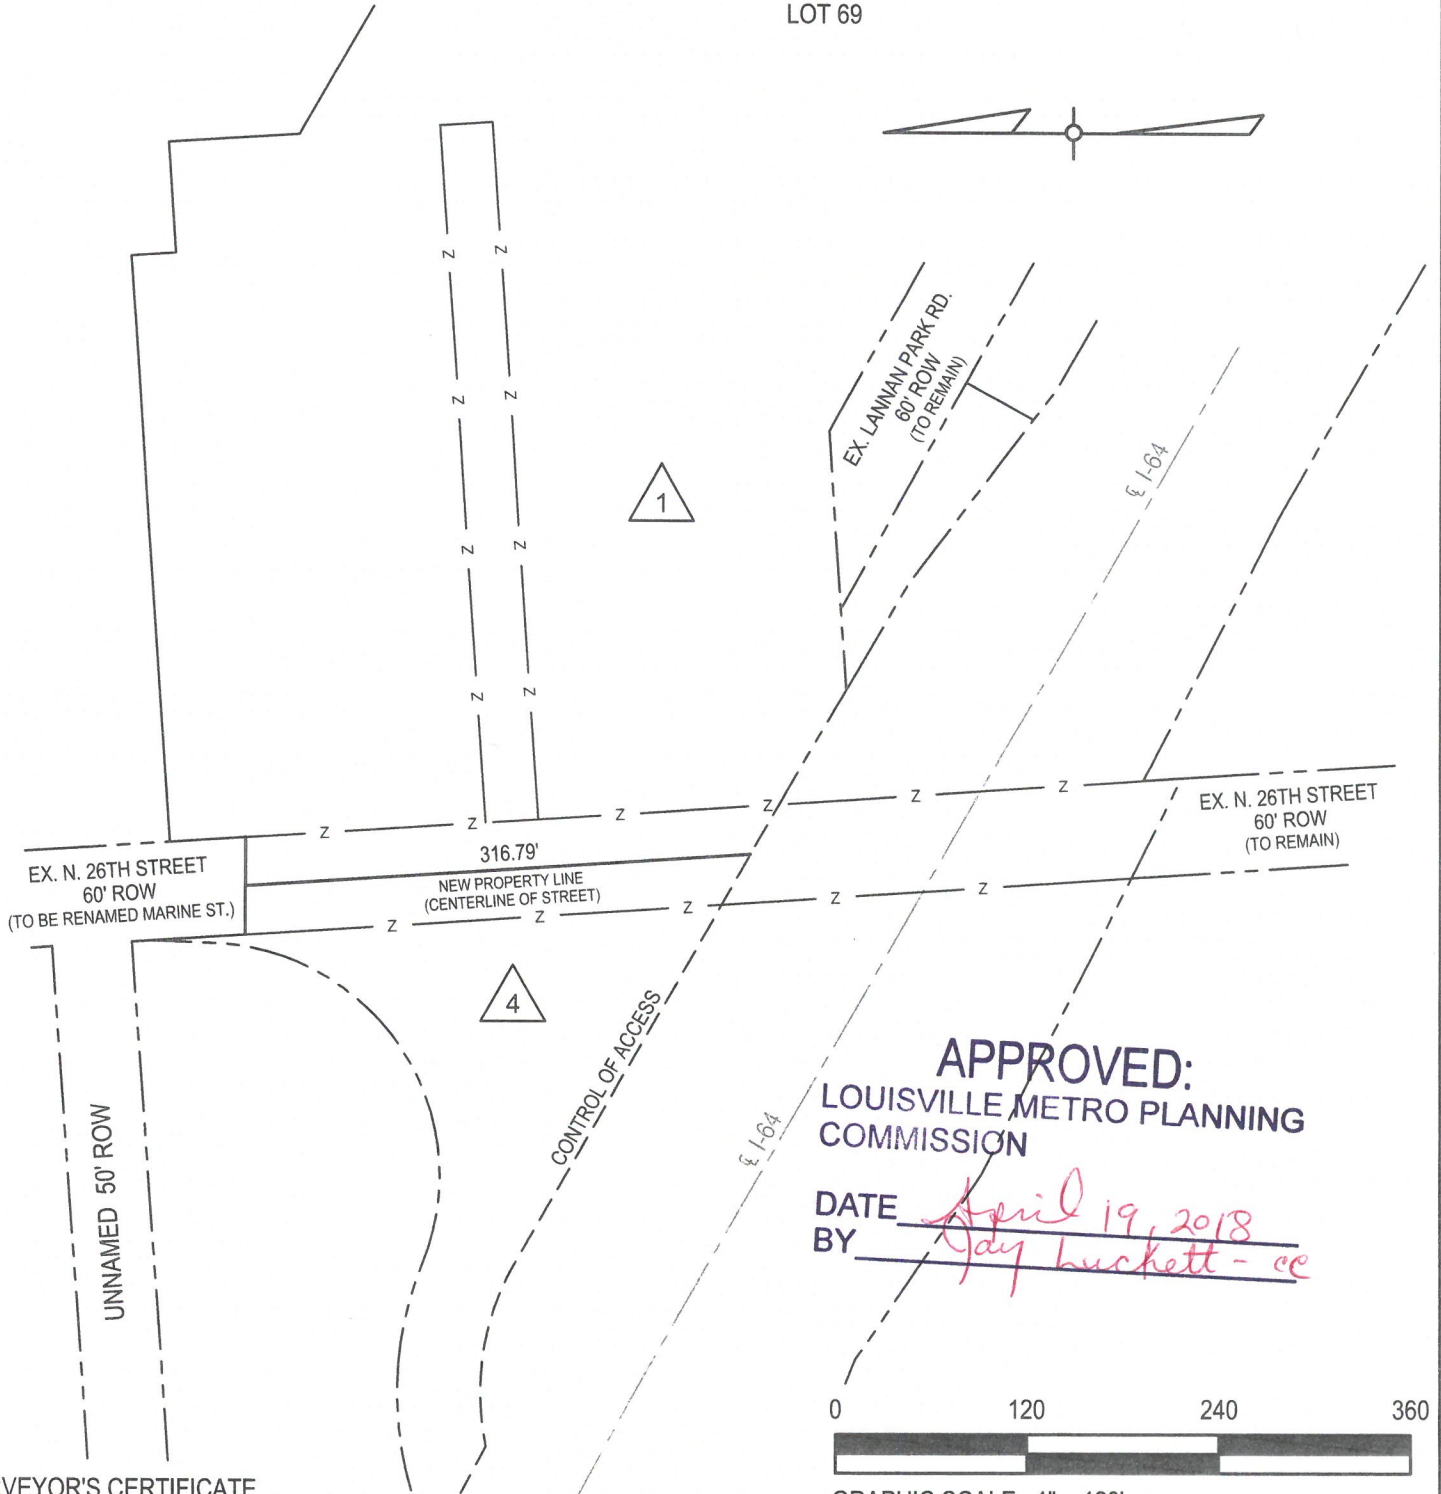 LOT 69
Z
Z
EX. LANNAN PARK RD.
60' ROW
(TO REMAIN)
Z
Z
1
℄ I-64
Z
Z
Z
Z
Z
Z
Z
Z
Z
Z
EX. N. 26TH STREET
60' ROW
(TO REMAIN)
316.79'
EX. N. 26TH STREET
60' ROW
(TO BE RENAMED MARINE ST.)
NEW PROPERTY LINE
(CENTERLINE OF STREET)
Z
Z
Z
Z
Z
4
CONTROL OF ACCESS
UNNAMED 50' ROW
℄ I-64
APPROVED:
LOUISVILLE METRO PLANNING
COMMISSION
DATE April 19, 2018
BY Jay Luckett - cc
0 120 240 360
VEYOR'S CERTIFICATE
GRAPHIC SCALE